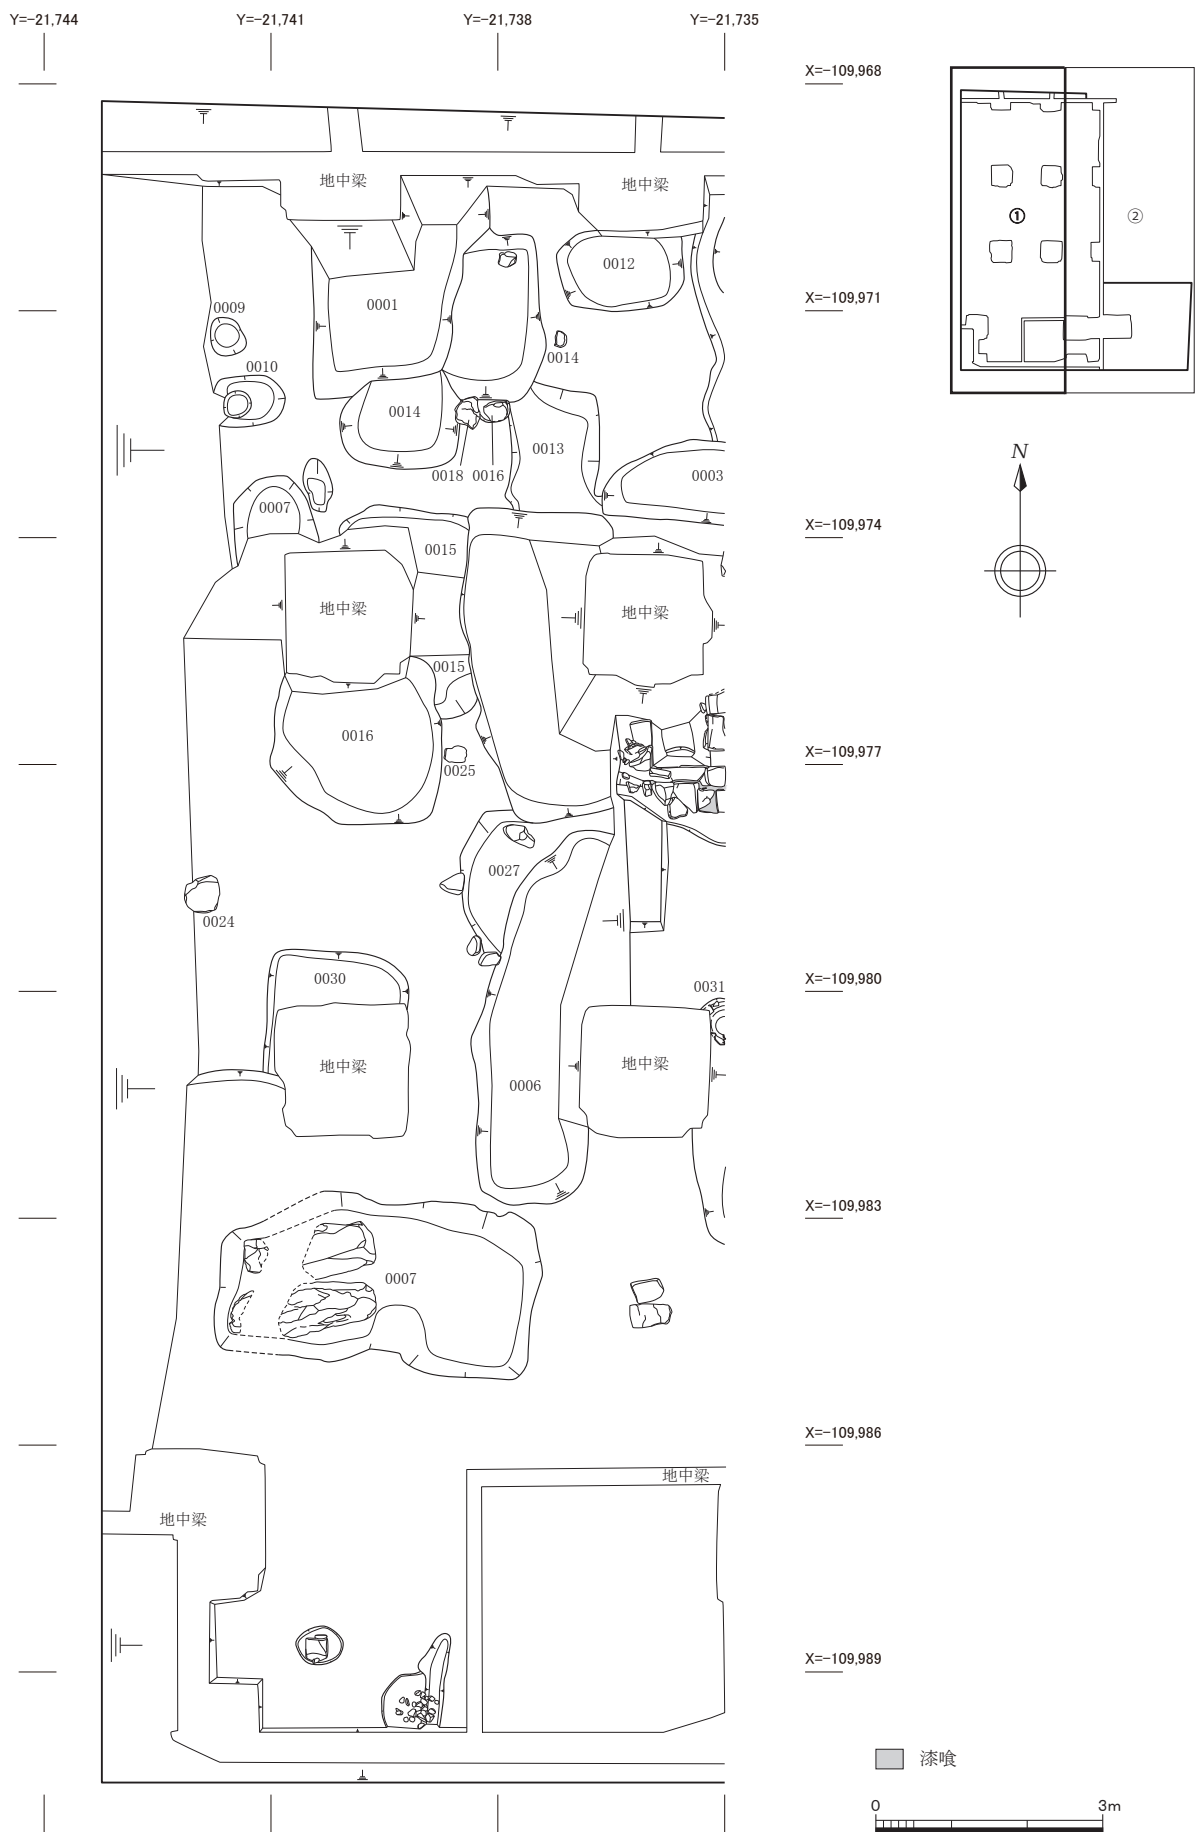 Y=-21,744
Y=-21,741
Y=-21,738
Y=-21,735
X=-109,968
地中梁
地中梁
①
②
0012
X=-109,971
0001
0009
0014
0010
0014
0013
N
0018
0016
0003
0007
X=-109,974
0015
地中梁
地中梁
0015
0016
X=-109,977
0025
0027
0024
0030
X=-109,980
0031
地中梁
地中梁
0006
X=-109,983
0007
X=-109,986
地中梁
地中梁
X=-109,989
漆喰
0
3m